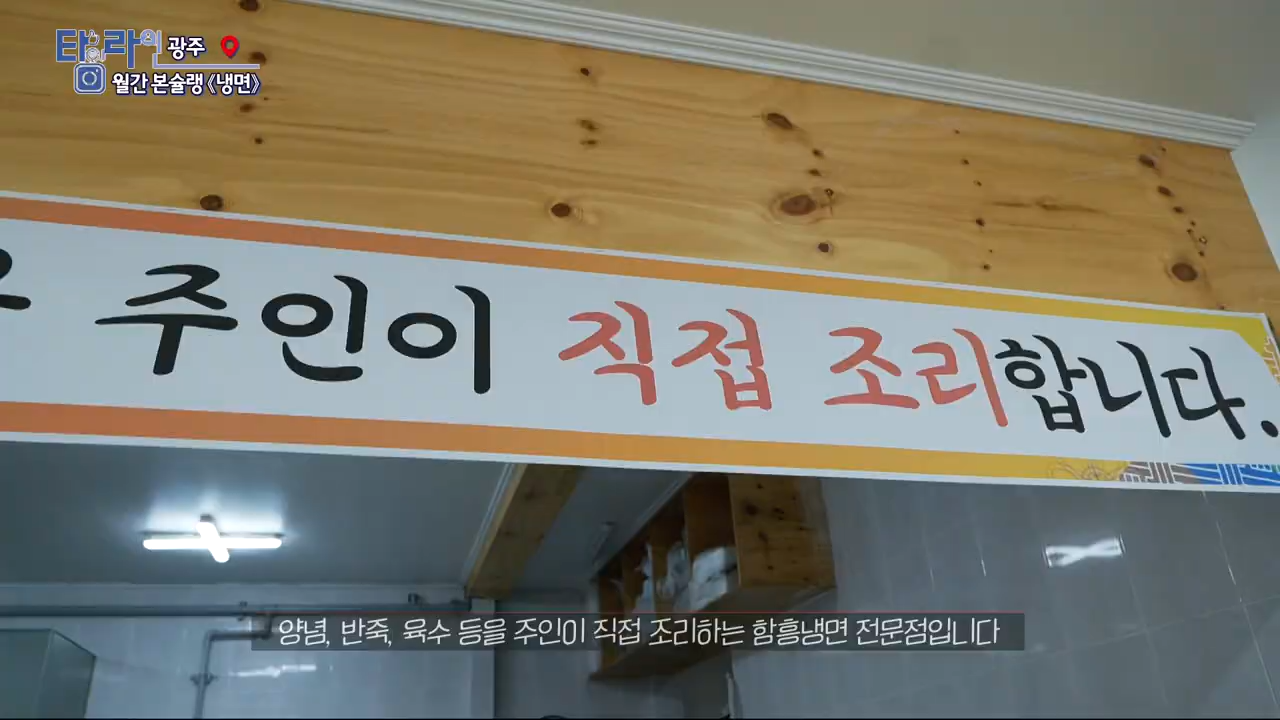 타라의 광주
월간 본슐랭 《냉면》
주인이 직접 조리합니다.
양념, 반죽, 육수 등을 주인이 직접 조리하는 함흥냉면 전문점입니다